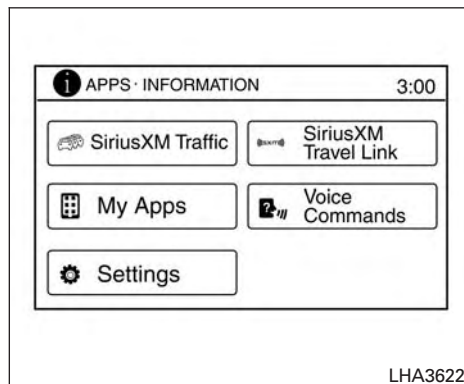 i APPS · INFORMATION 3:00
SiriusXM Traffic
SiriusXM
Travel Link
My Apps
Voice
Commands
Settings
LHA3622